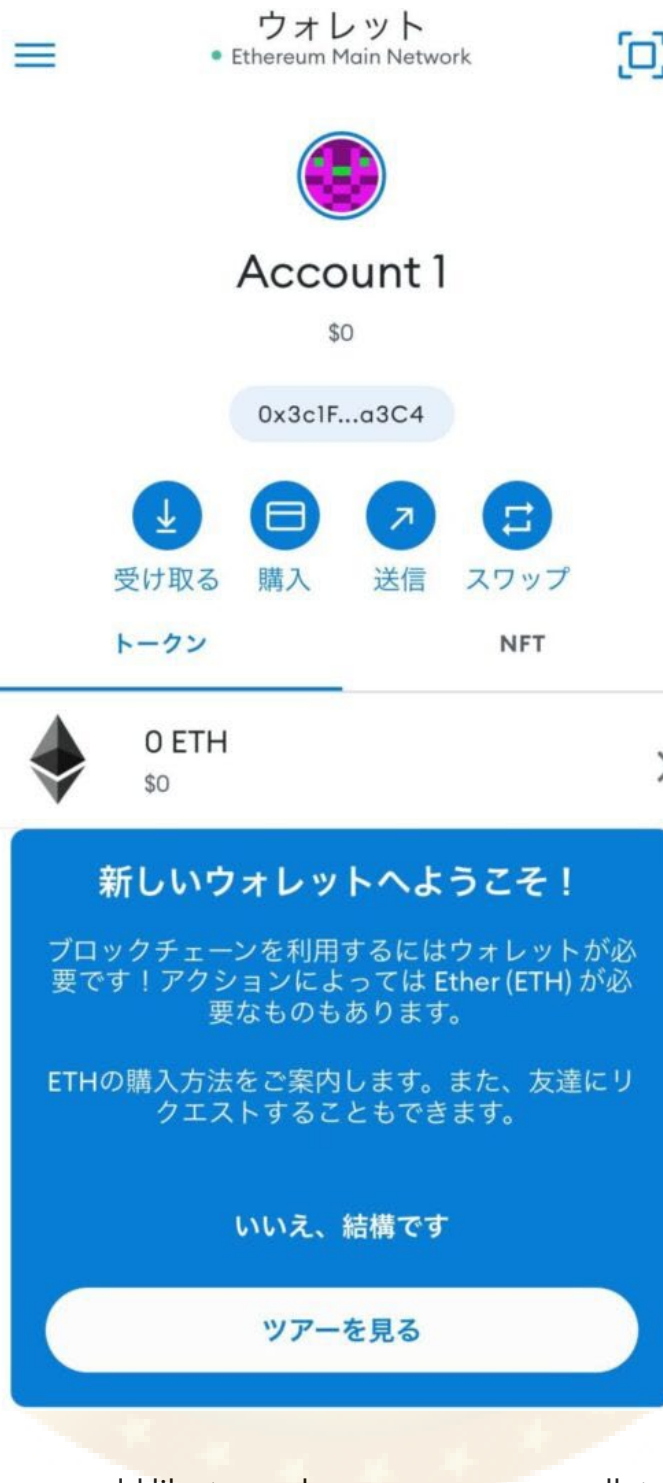 ウォレット
Ethereum Main Network
Account 1
$0
0x3c1F...a3C4
受け取る 購入 送信 スワップ
トークン NFT
0 ETH
$0
新しいウォレットへようこそ！
ブロックチェーンを利用するにはウォレットが必
要です！アクションによっては Ether (ETH) が必
要なものもあります。
ETHの購入方法をご案内します。また、友達にリ
クエストすることもできます。
いいえ、結構です
ツアーを見る